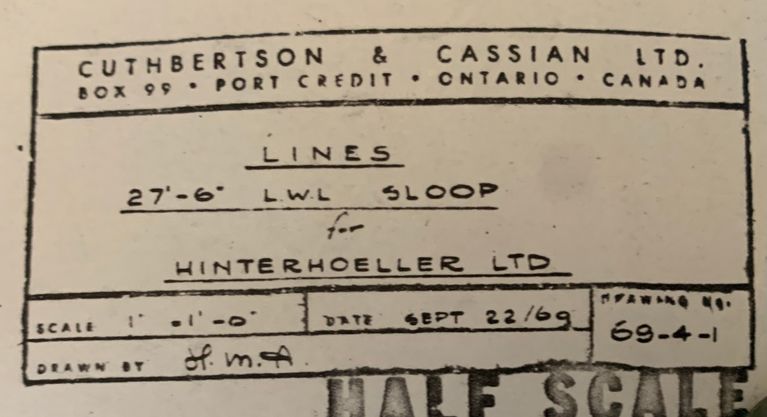 CUTHBERTSON & CASSIAN LTD.
BOX 99 • PORT CREDIT • ONTARIO • CANADA
LINES
27'-6" L.W.L SLOOP
for
HINTERHOELLER LTD
SCALE 1" = 1'-0"
DATE SEPT 22/69
DRAWING NO.
69-4-1
DRAWN BY H.M.A.
HALF SCALE